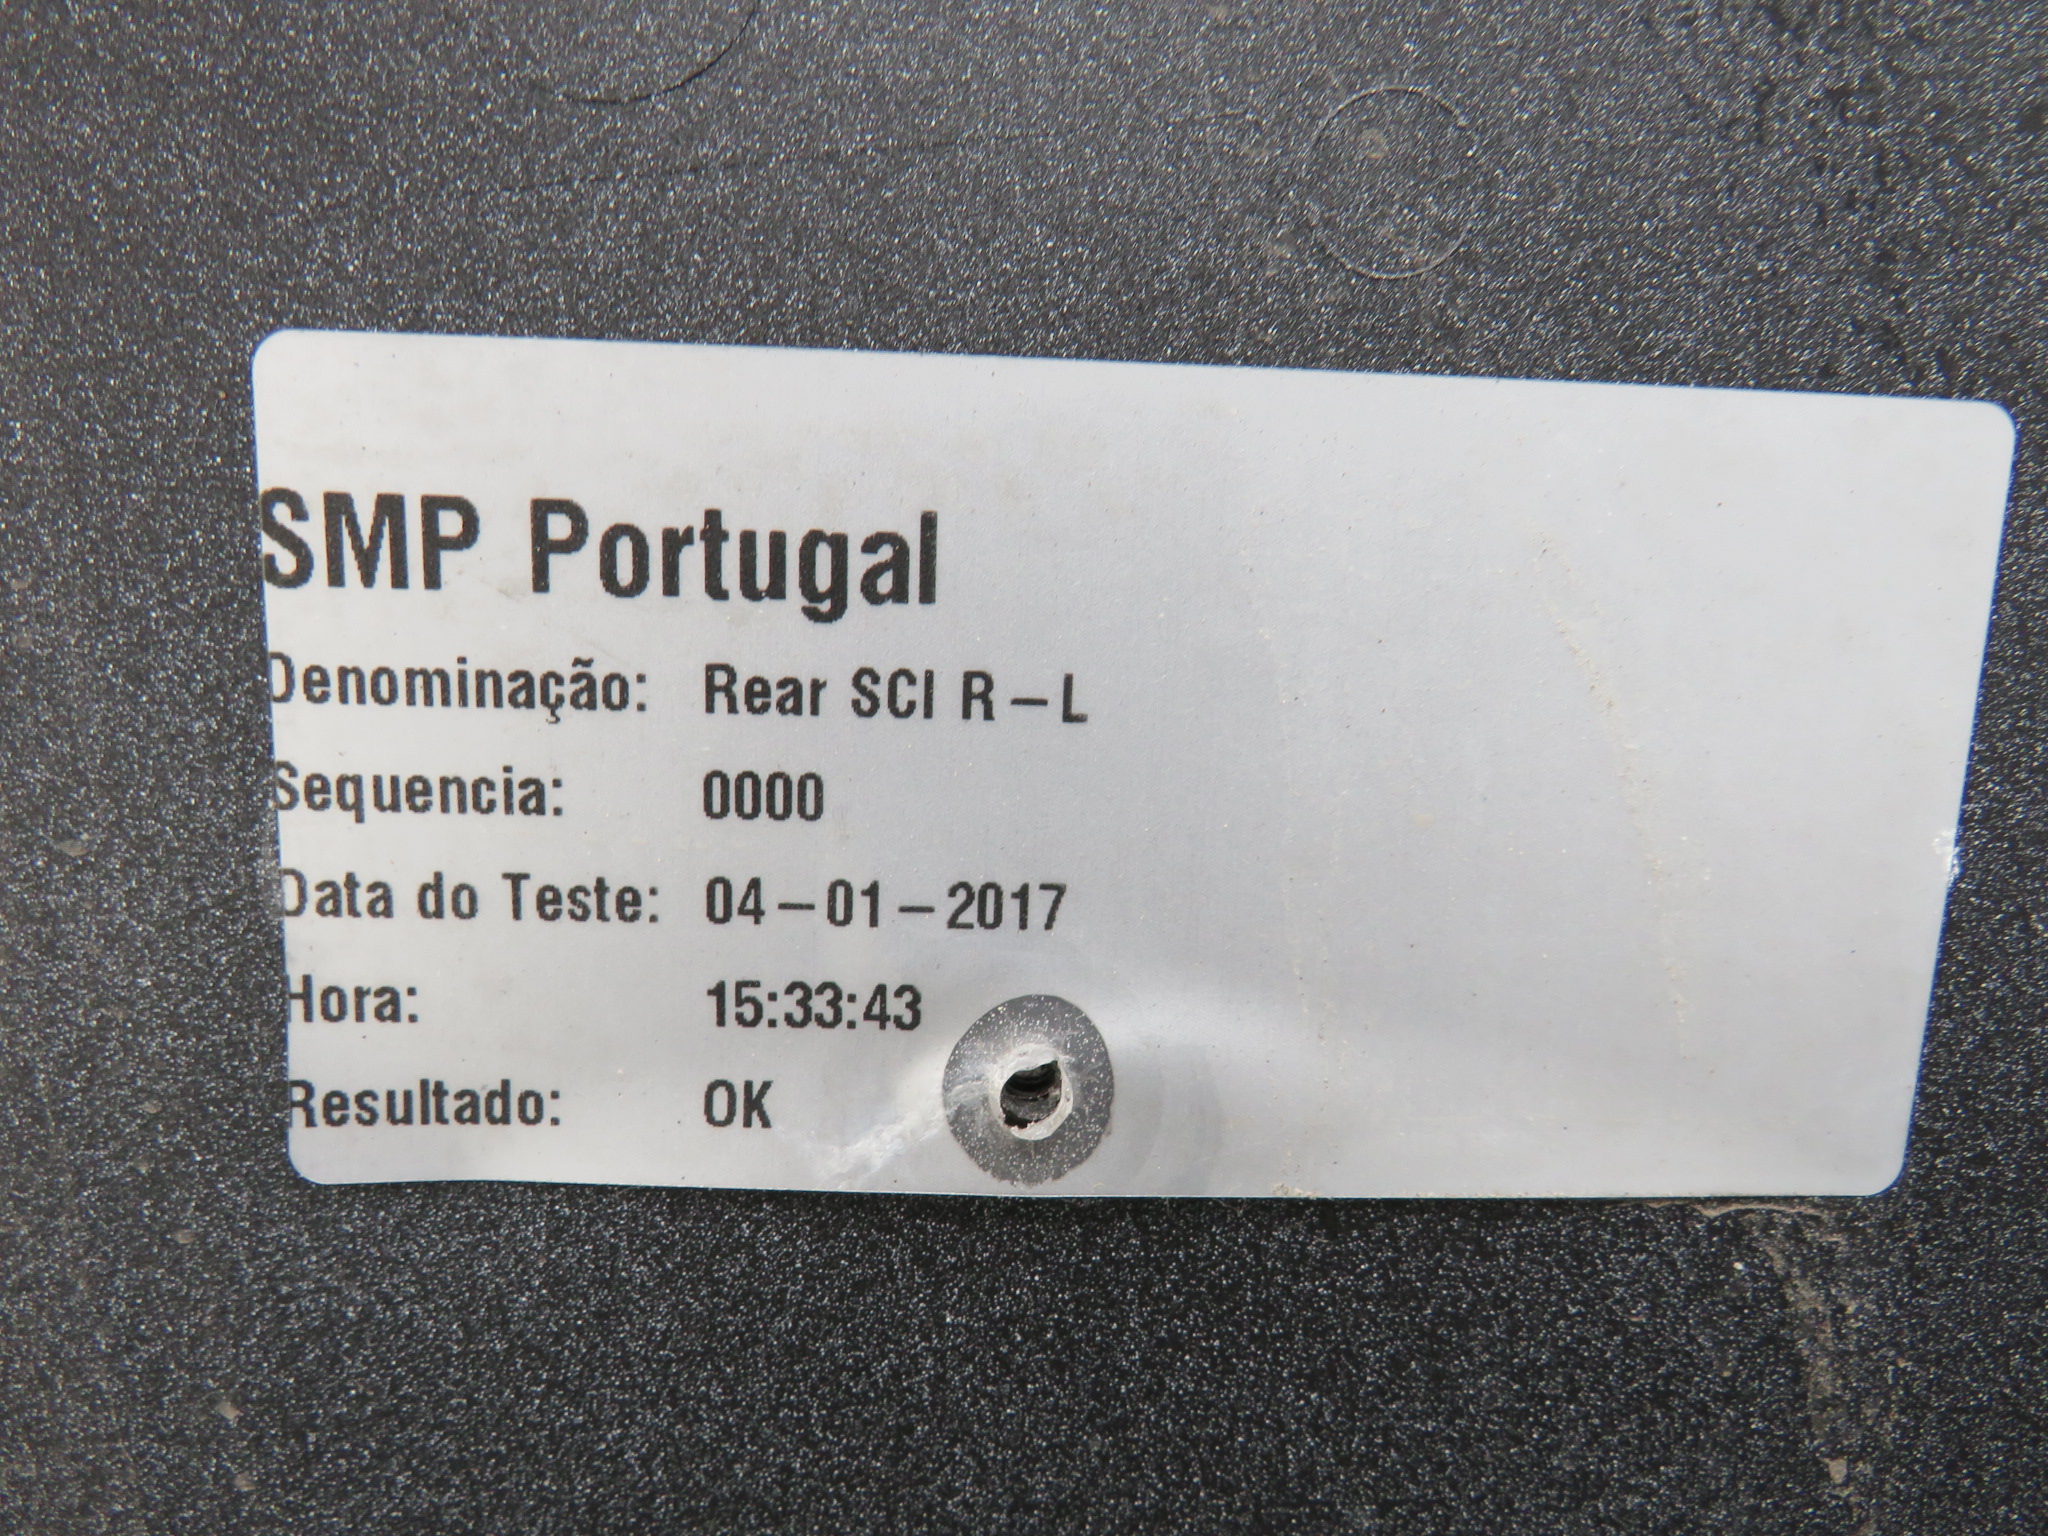 SMP Portugal
Denominação: Rear SCI R-L
Sequencia: 0000
Data do Teste: 04-01-2017
Hora: 15:33:43
Resultado: OK